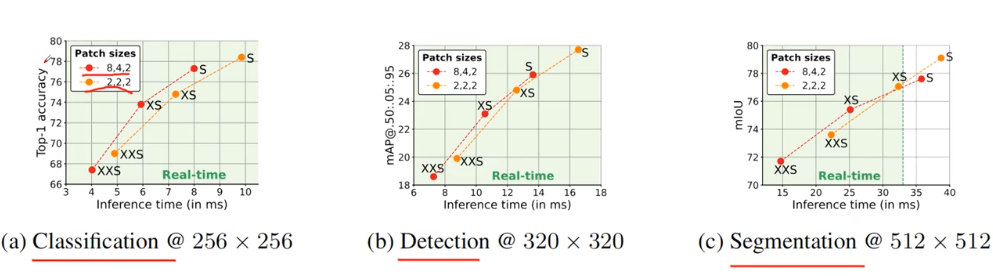 Top-1 accuracy
80
78
76
74
72
70
68
66
Patch sizes
8,4,2
2,2,2
S
S
XS
XS
XXS
XXS
Real-time
3 4 5 6 7 8 9 10
Inference time (in ms)
(a) Classification @ 256 × 256
mAP@.50:.05:.95
28
26
24
22
20
18
Patch sizes
8,4,2
2,2,2
S
S
XS
XS
XXS
XXS
Real-time
6 8 10 12 14 16 18
Inference time (in ms)
(b) Detection @ 320 × 320
mIoU
80
78
76
74
72
70
Patch sizes
8,4,2
2,2,2
S
XS
S
XS
XXS
XXS
Real-time
15 20 25 30 35 40
Inference time (in ms)
(c) Segmentation @ 512 × 512